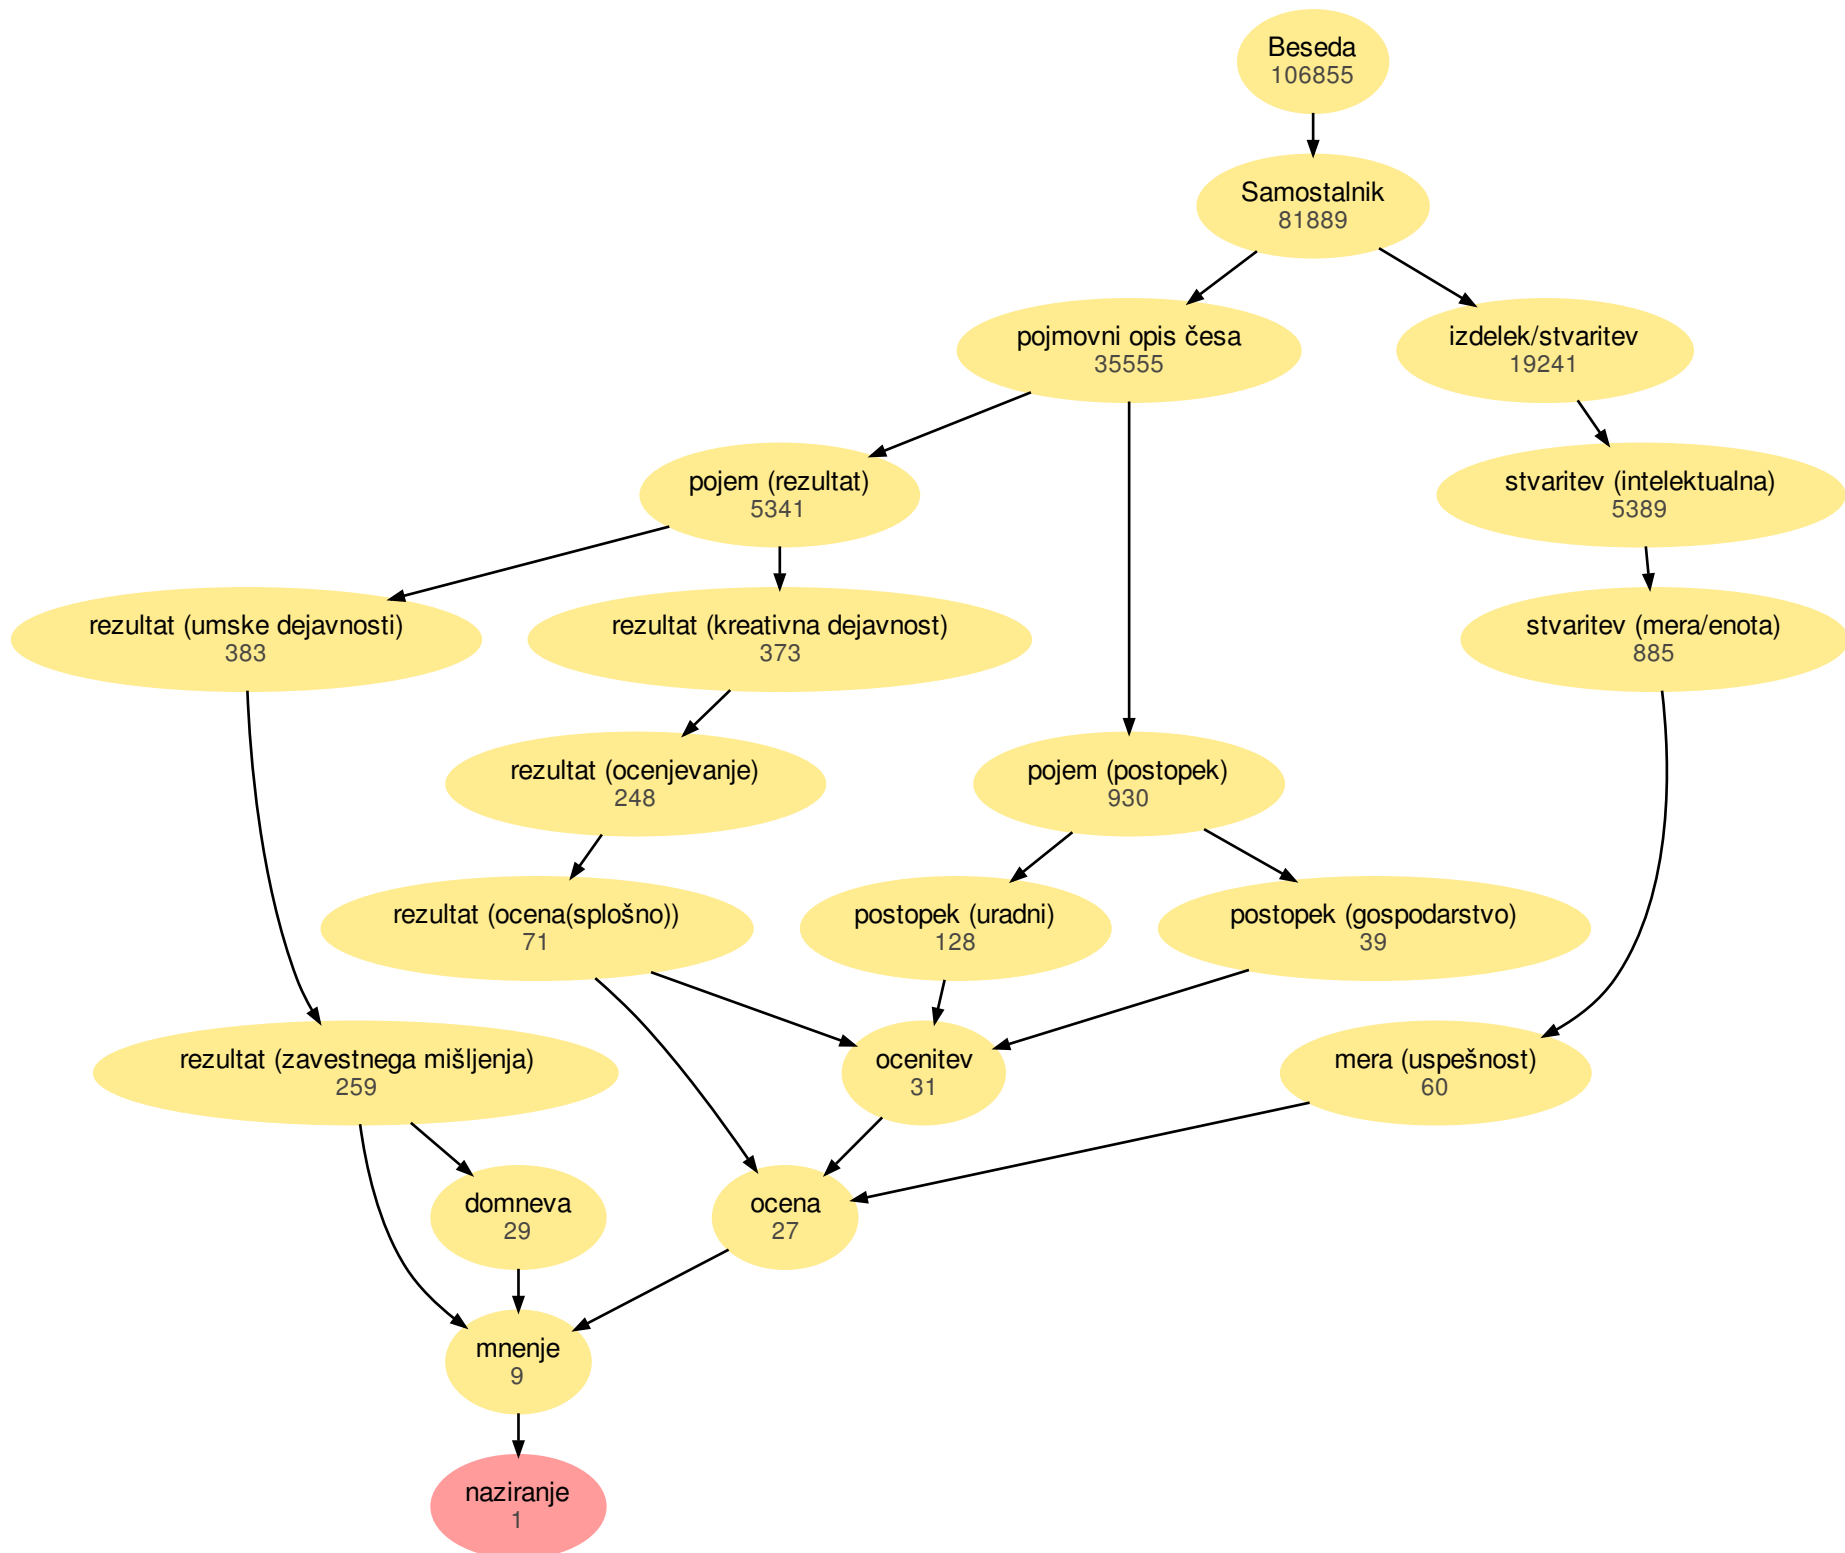 Beseda
106855
Samostalnik
81889
pojmovni opis česa
35555
izdelek/stvaritev
19241
pojem (rezultat)
5341
stvaritev (intelektualna)
5389
rezultat (umske dejavnosti)
383
rezultat (kreativna dejavnost)
373
stvaritev (mera/enota)
885
rezultat (ocenjevanje)
248
pojem (postopek)
930
rezultat (ocena(splošno))
71
postopek (uradni)
128
postopek (gospodarstvo)
39
rezultat (zavestnega mišljenja)
259
ocenitev
31
mera (uspešnost)
60
domneva
29
ocena
27
mnenje
9
naziranje
1